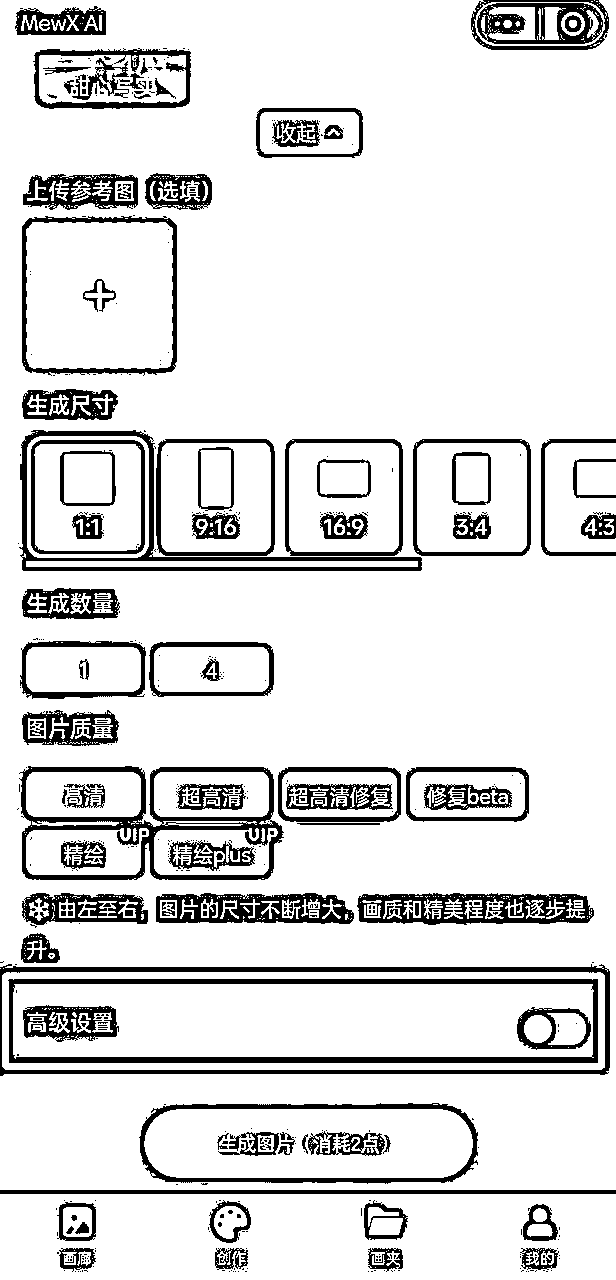 MewX AI
甜心写实
收起
上传参考图（选填）
生成尺寸
1:1
9:16
16:9
3:4
4:3
生成数量
1
4
图片质量
高清
超高清
超高清修复
修复beta
VIP
VIP
精绘
精绘plus
由左至右，图片的尺寸不断增大，画质和精美程度也逐步提
升。
高级设置
生成图片（消耗2点）
画廊
创作
画夹
我的